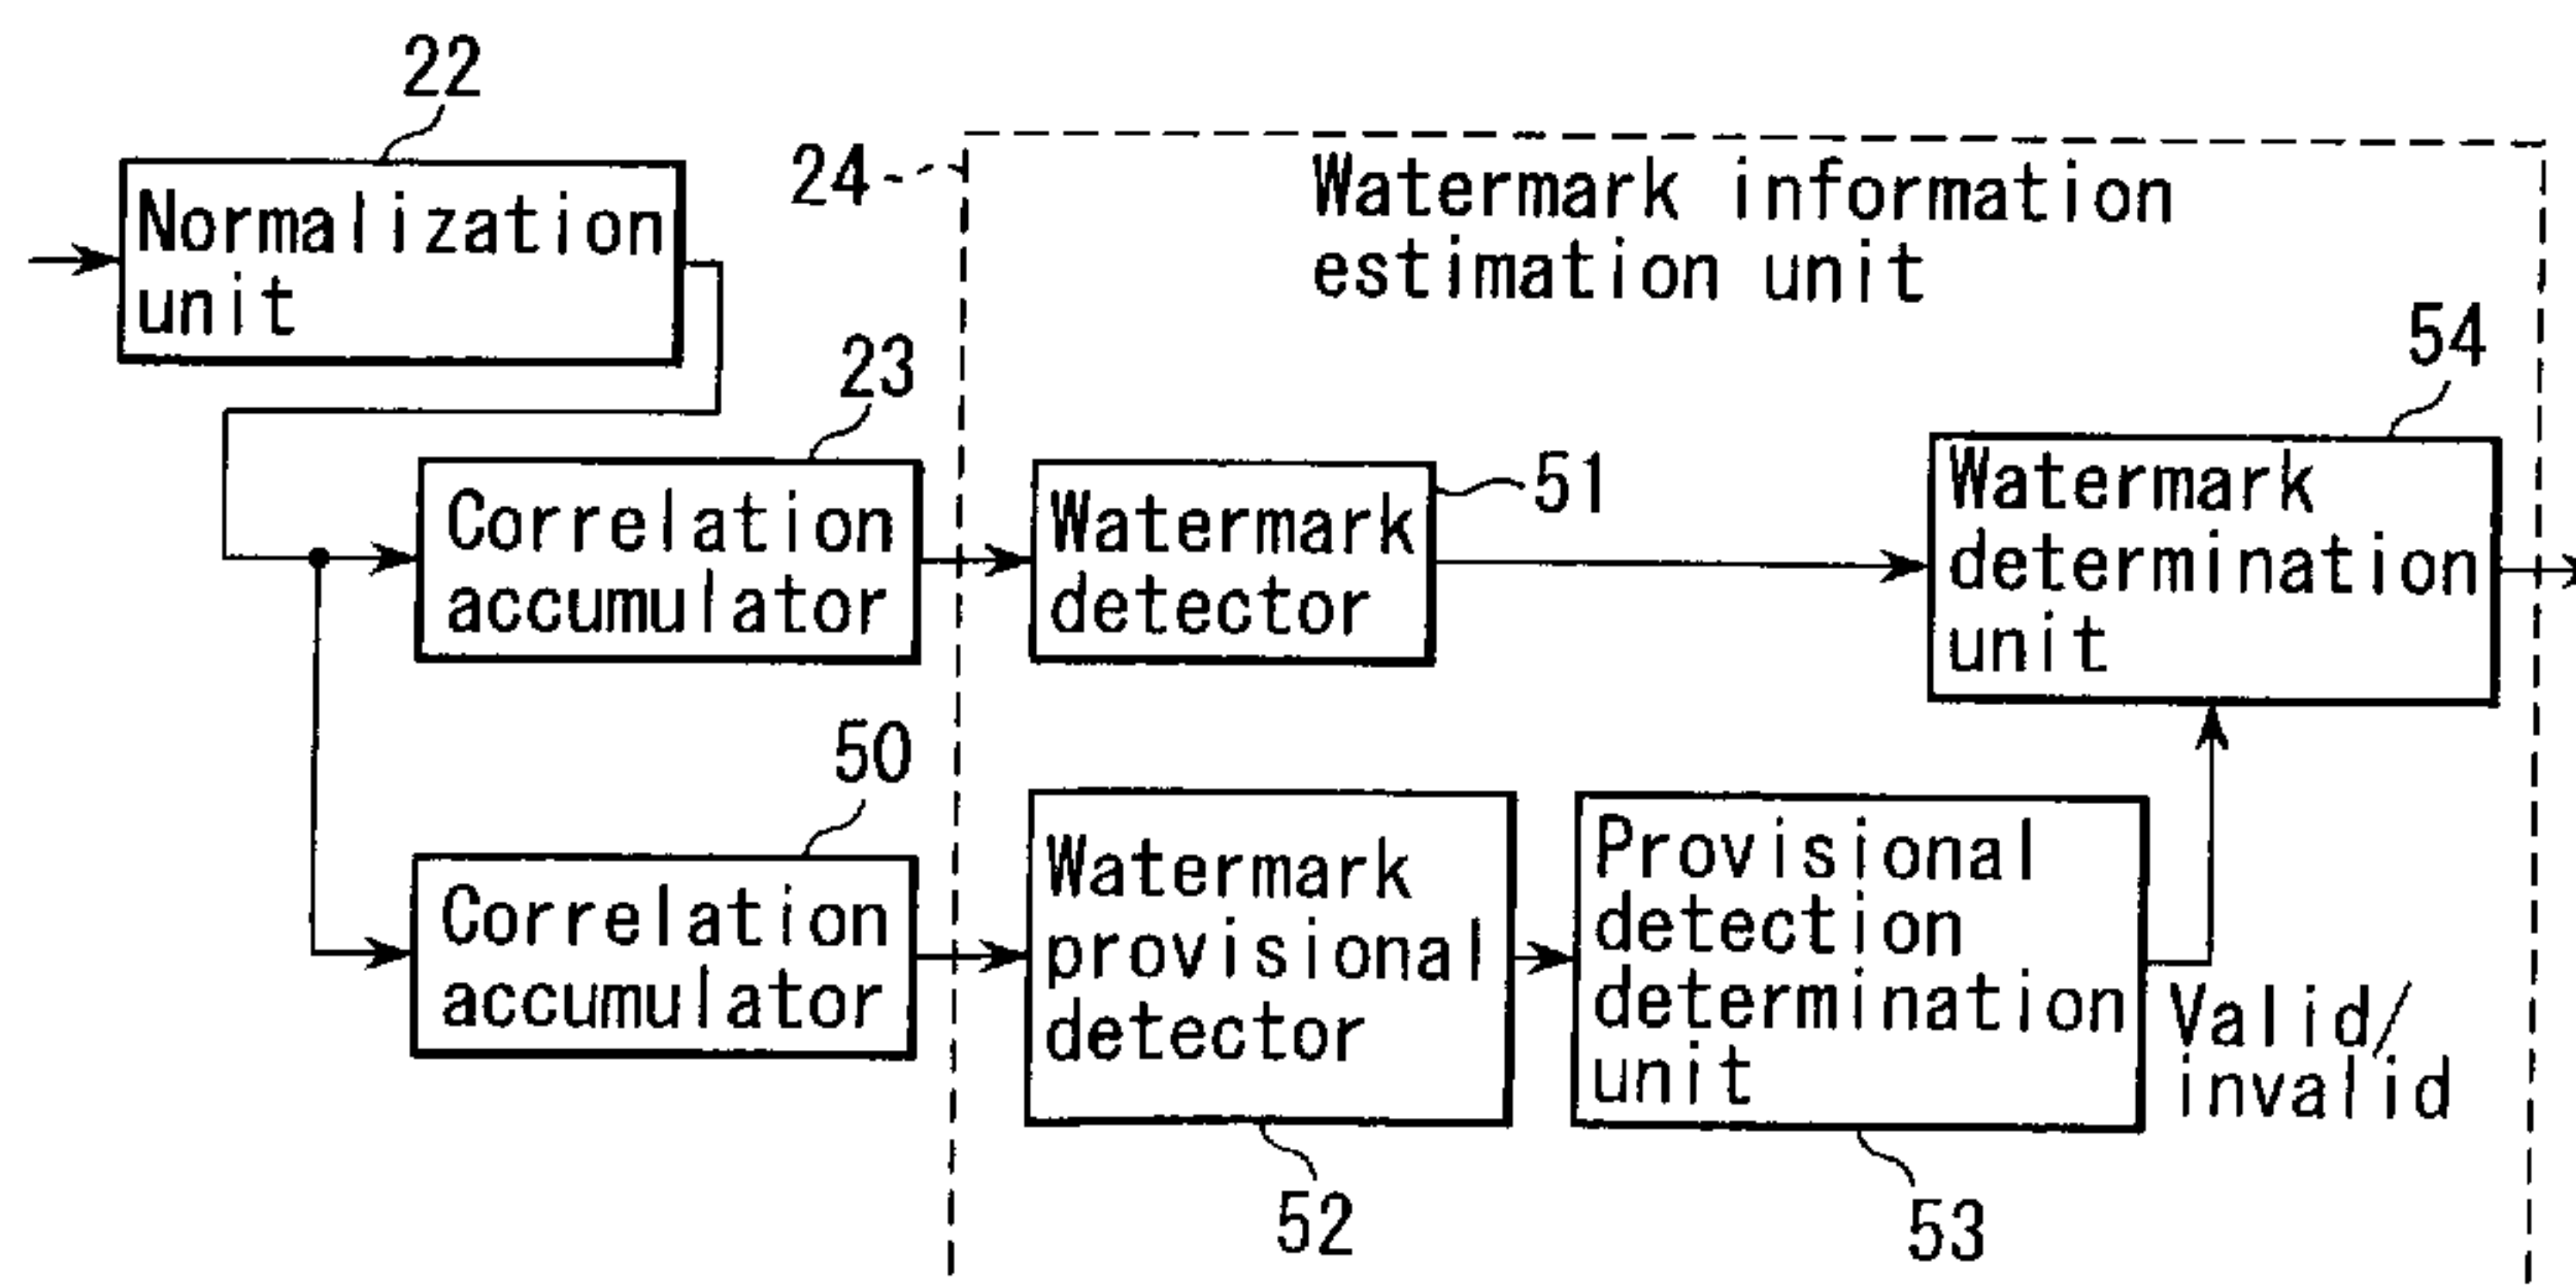 22
Normalization
unit
24
Watermark information
estimation unit
23
Correlation
accumulator
51
Watermark
detector
54
Watermark
determination
unit
50
Correlation
accumulator
Watermark
provisional
detector
52
Provisional
detection
determination
unit
53
Valid/
invalid